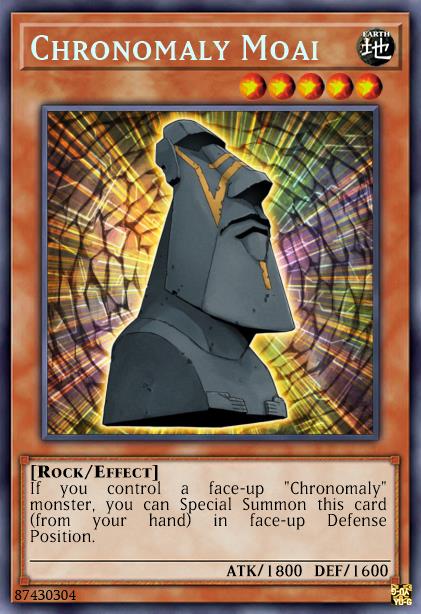 Chronomaly Moai
EARTH
地
[Rock/Effect]
If you control a face-up "Chronomaly"
monster, you can Special Summon this card
(from your hand) in face-up Defense
Position.
ATK/1800 DEF/1600
87430304